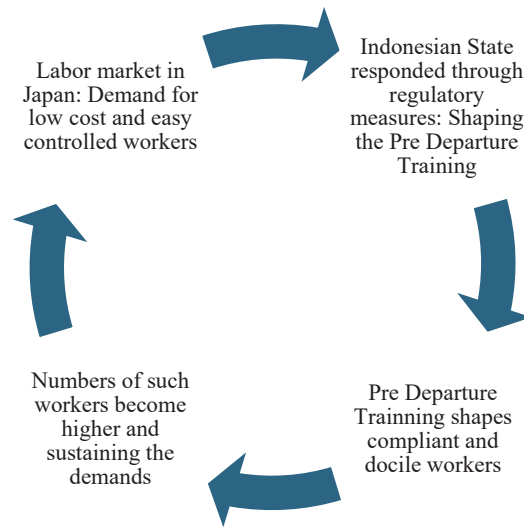 Labor market in
Japan: Demand for
low cost and easy
controlled workers
Indonesian State
responded through
regulatory
measures: Shaping
the Pre Departure
Training
Pre Departure
Trainning shapes
compliant and
docile workers
Numbers of such
workers become
higher and
sustaining the
demands